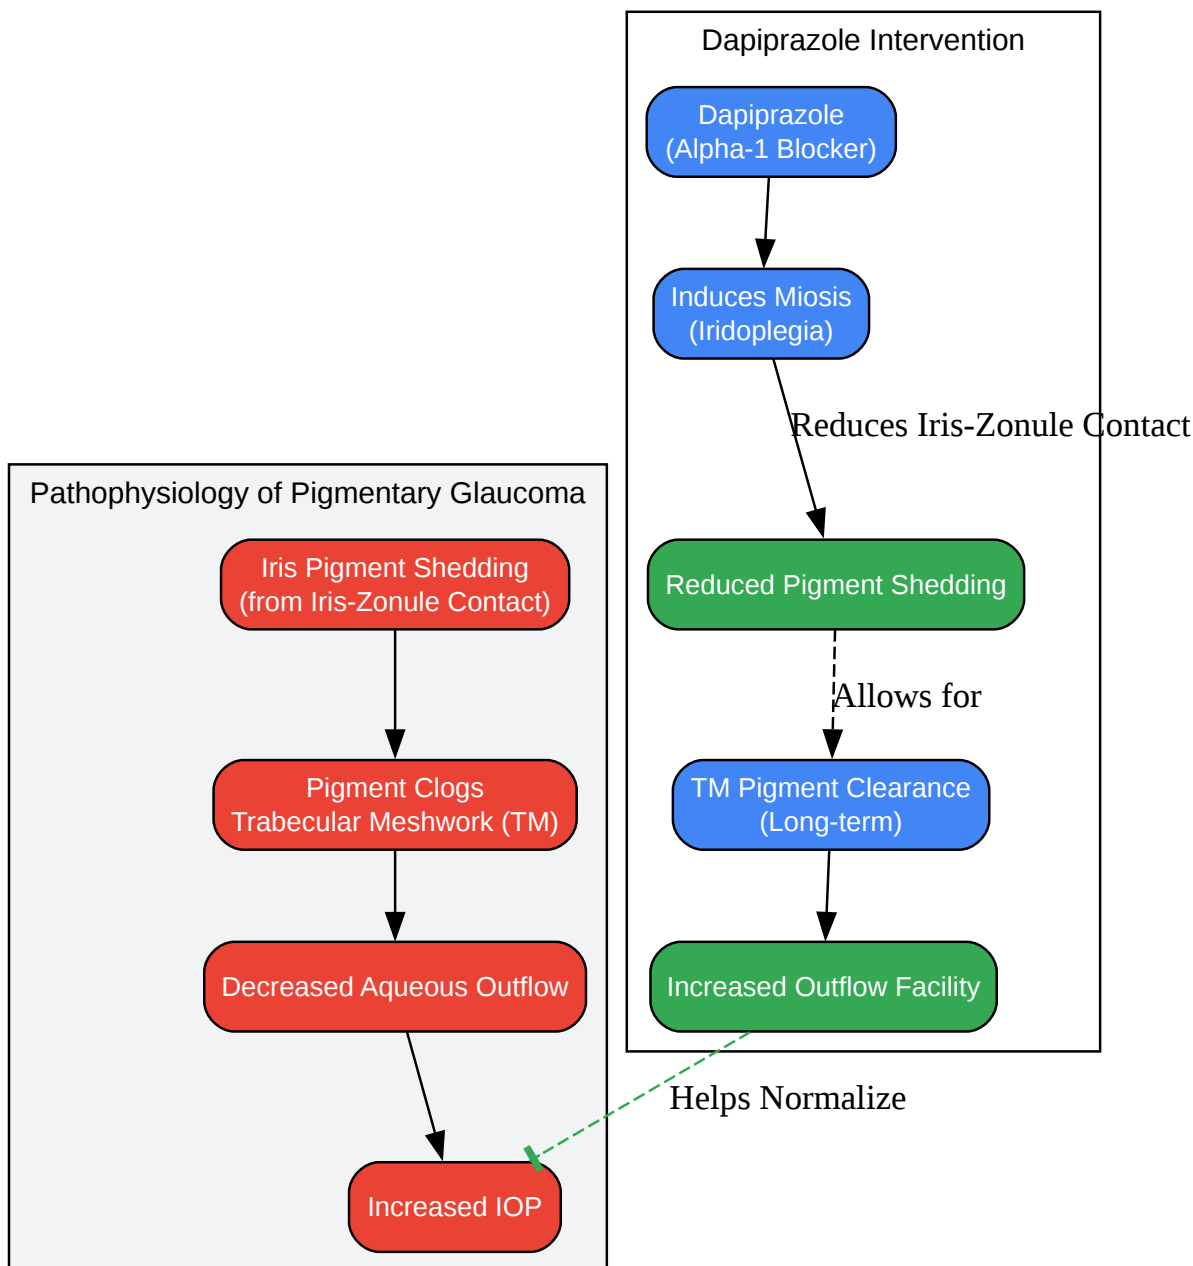 Dapiprazole Intervention
Dapiprazole
(Alpha-1 Blocker)
Induces Miosis
(Iridoplegia)
Reduces Iris-Zonule Contact
Reduced Pigment Shedding
Allows for
TM Pigment Clearance
(Long-term)
Increased Outflow Facility
Helps Normalize
Pathophysiology of Pigmentary Glaucoma
Iris Pigment Shedding
(from Iris-Zonule Contact)
Pigment Clogs
Trabecular Meshwork (TM)
Decreased Aqueous Outflow
Increased IOP